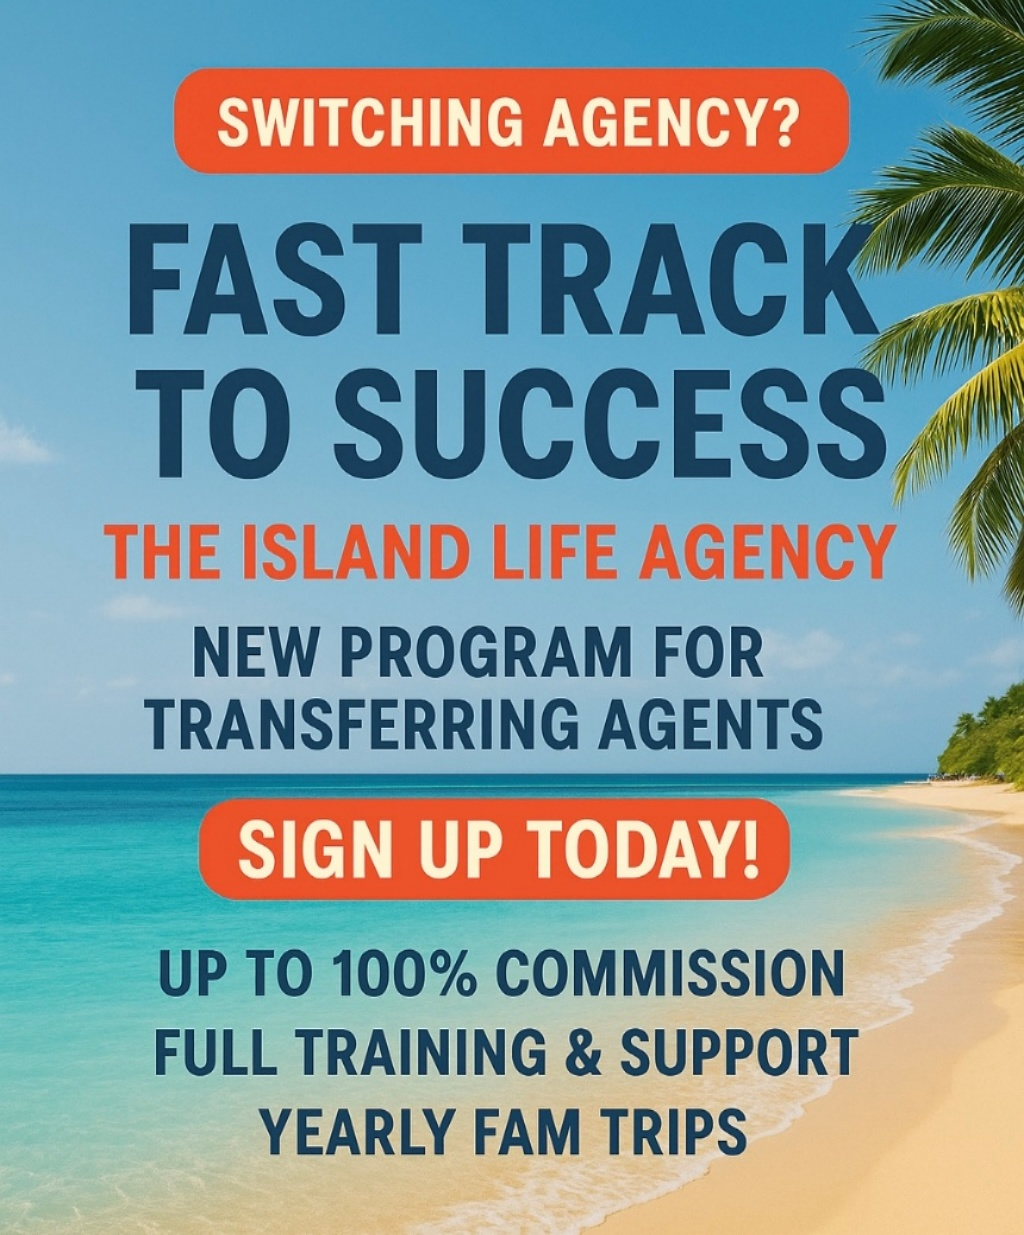 SWITCHING AGENCY?
FAST TRACK
TO SUCCESS
THE ISLAND LIFE AGENCY
NEW PROGRAM FOR
TRANSFERRING AGENTS
SIGN UP TODAY!
UP TO 100% COMMISSION
FULL TRAINING & SUPPORT
YEARLY FAM TRIPS